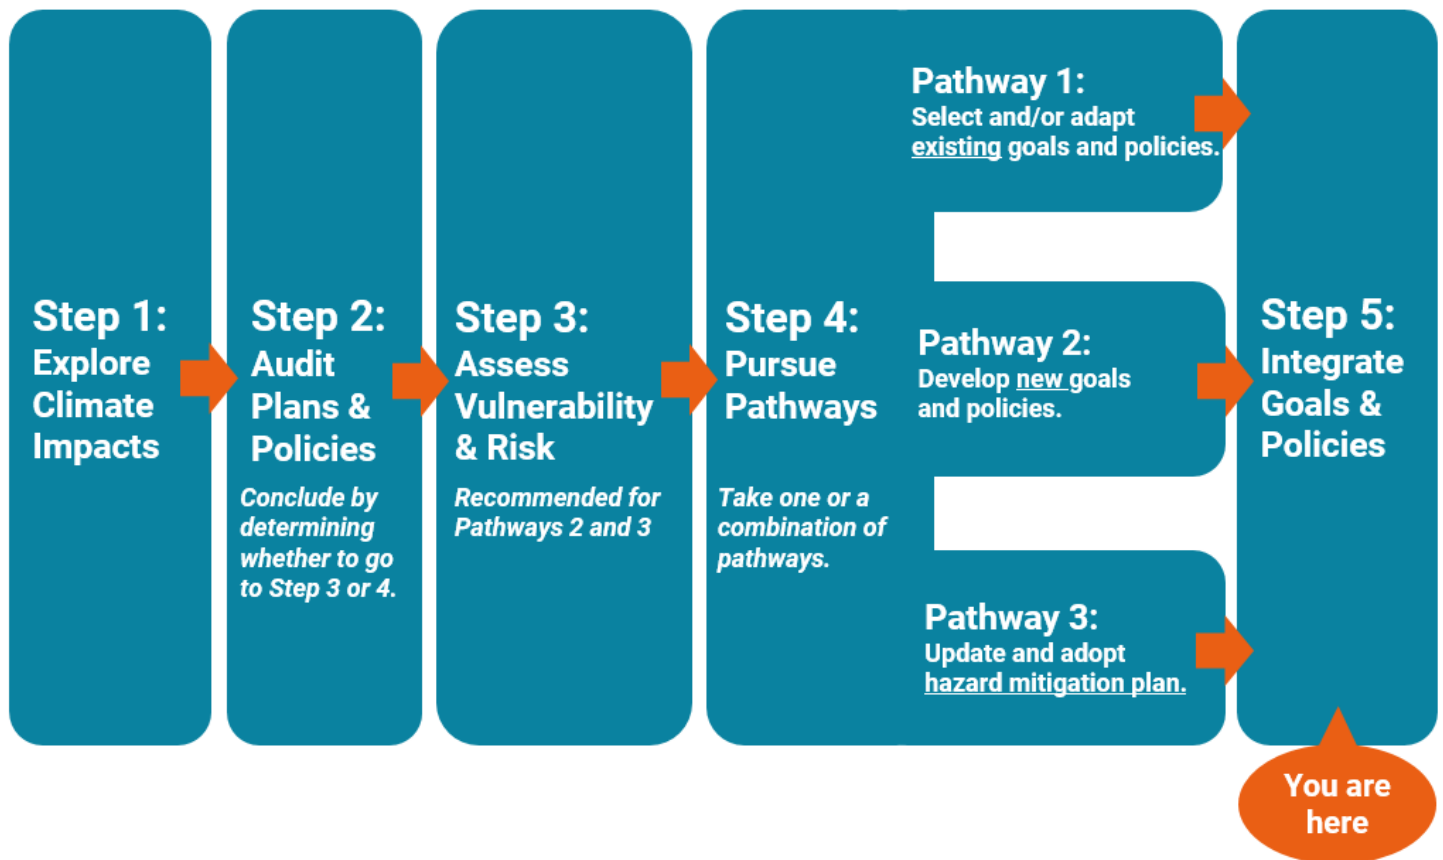 Step 1:
Explore
Climate
Impacts
Step 2:
Audit
Plans &
Policies
Conclude by
determining
whether to go
to Step 3 or 4.
Step 3:
Assess
Vulnerability
& Risk
Recommended for
Pathways 2 and 3
Step 4:
Pursue
Pathways
Take one or a
combination of
pathways.
Pathway 1:
Select and/or adapt
existing goals and policies.
Pathway 2:
Develop new goals
and policies.
Pathway 3:
Update and adopt
hazard mitigation plan.
Step 5:
Integrate
Goals &
Policies
You are
here